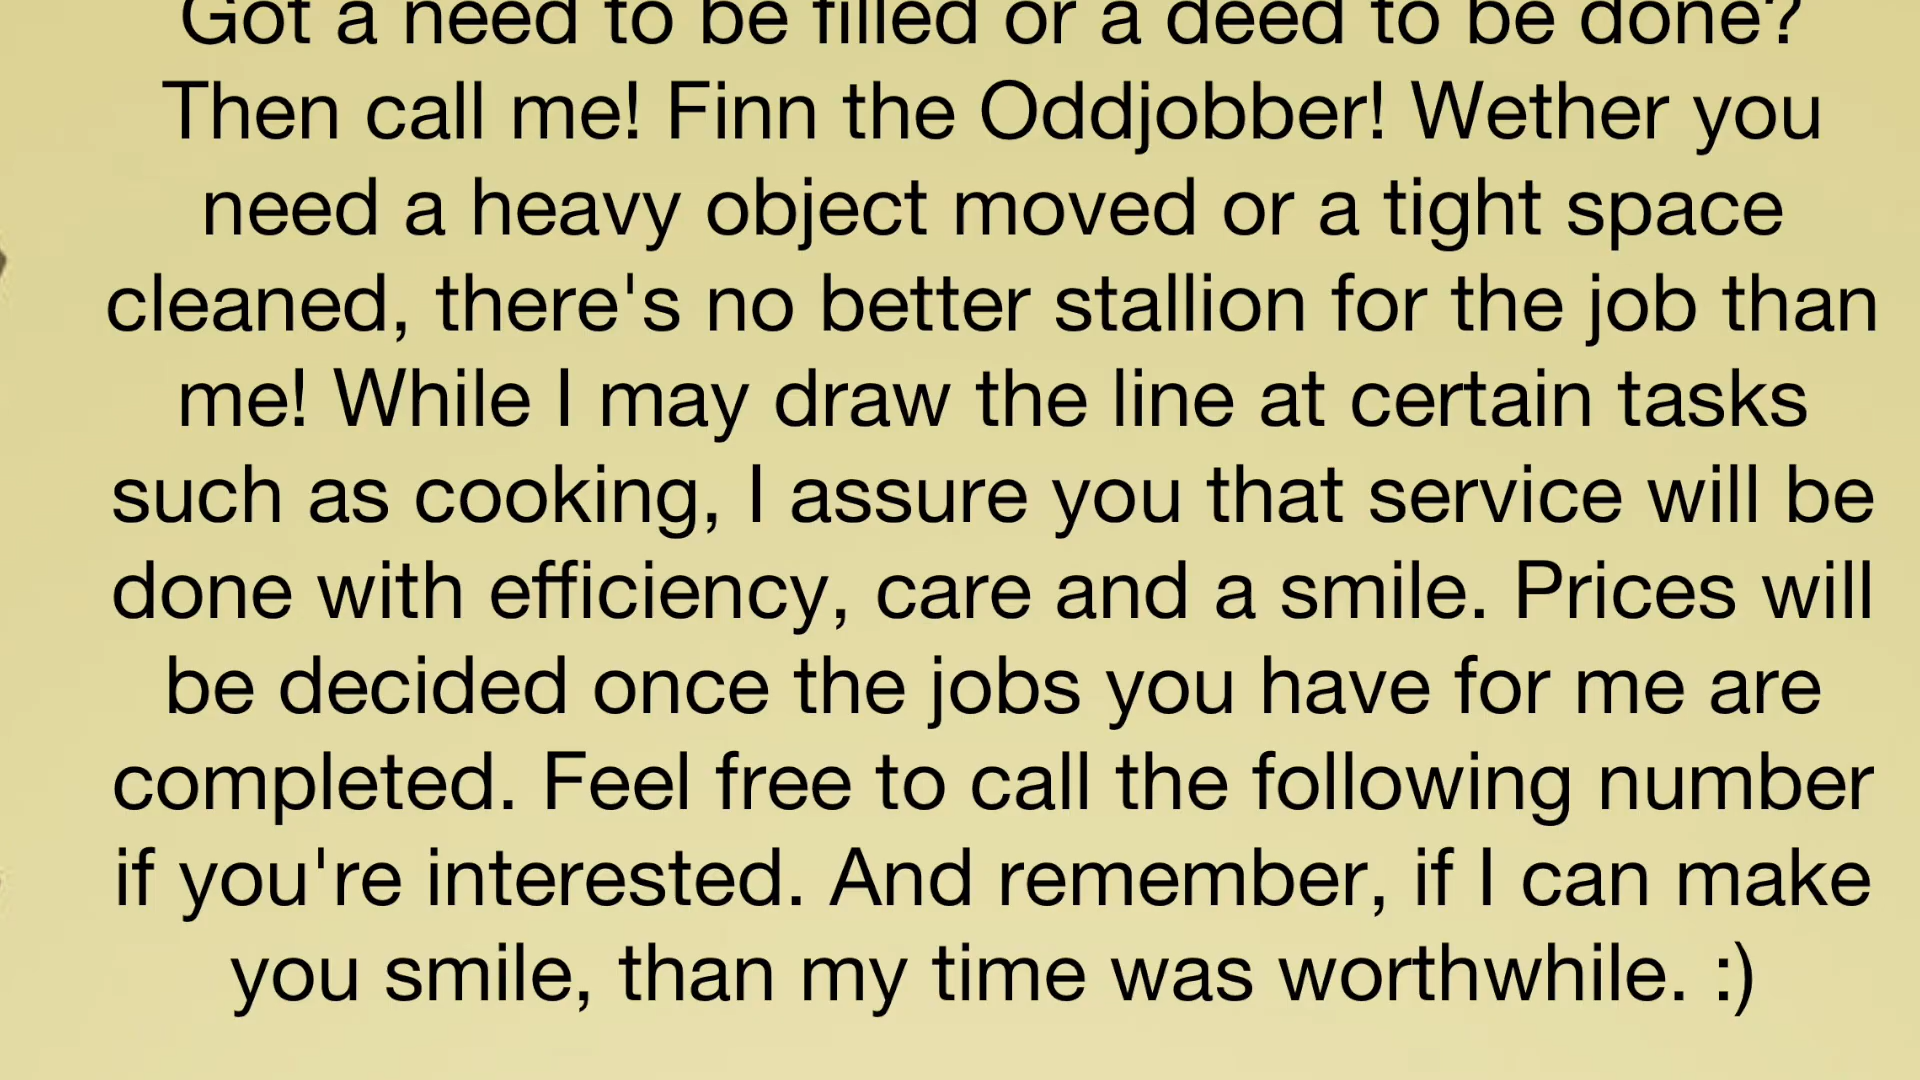 Got a need to be filled or a deed to be done?
Then call me! Finn the Oddjobber! Wether you
need a heavy object moved or a tight space
cleaned, there's no better stallion for the job than
me! While I may draw the line at certain tasks
such as cooking, I assure you that service will be
done with efficiency, care and a smile. Prices will
be decided once the jobs you have for me are
completed. Feel free to call the following number
if you're interested. And remember, if I can make
you smile, than my time was worthwhile. :)